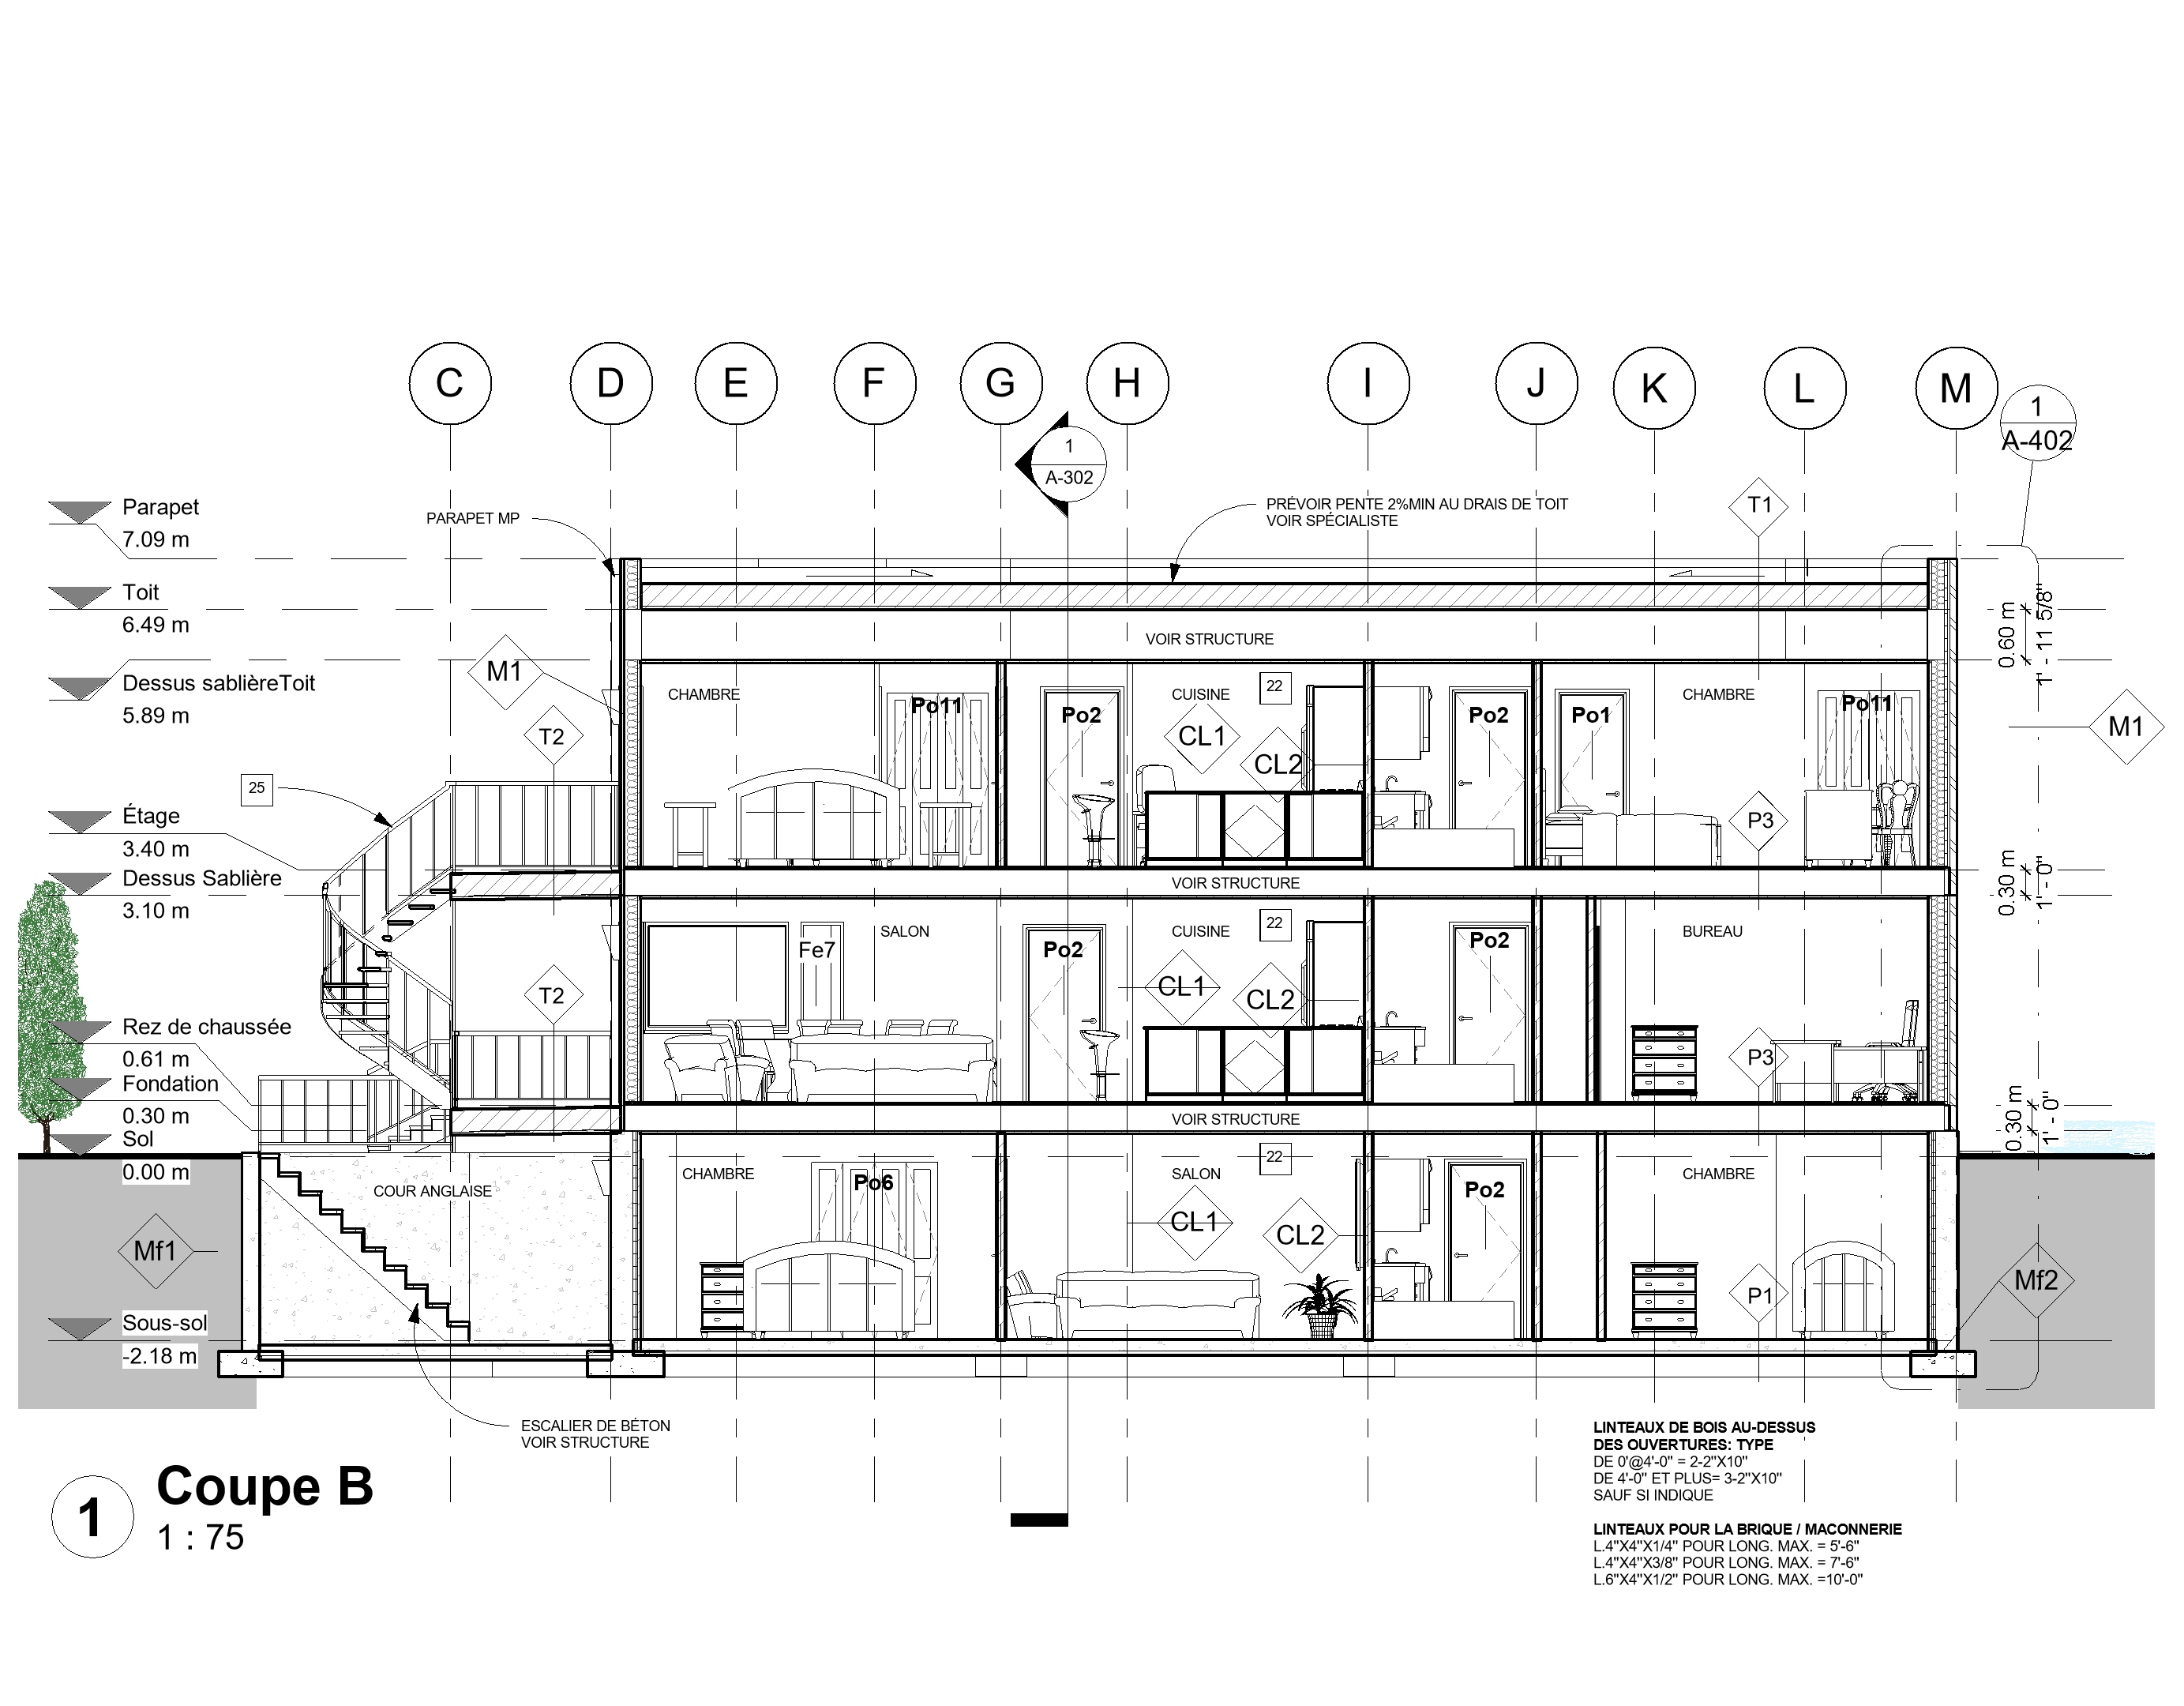 C D E F G H I J K L M
1
A-402
1
A-302
Parapet
7.09 m
PARAPET MP
PRÉVOIR PENTE 2%MIN AU DRAIS DE TOIT
VOIR SPÉCIALISTE
T1
Toit
6.49 m
0.60 m
1' - 11 5/8"
VOIR STRUCTURE
Dessus sablièreToit
5.89 m
M1
T2
CHAMBRE
Po11
Po2
CUISINE
22
CL1
CL2
Po2
Po1
CHAMBRE
Po11
M1
25
Étage
3.40 m
P3
Dessus Sablière
3.10 m
VOIR STRUCTURE
0.30 m
1' - 0"
Fe7
SALON
Po2
CUISINE
22
CL1
CL2
Po2
BUREAU
T2
P3
Rez de chaussée
0.61 m
Fondation
0.30 m
VOIR STRUCTURE
0.30 m
1' - 0"
Sol
0.00 m
COUR ANGLAISE
CHAMBRE
Po6
SALON
22
CL1
CL2
Po2
CHAMBRE
Mf1
P1
Mf2
Sous-sol
-2.18 m
ESCALIER DE BÉTON
VOIR STRUCTURE
1
Coupe B
1 : 75
LINTEAUX DE BOIS AU-DESSUS
DES OUVERTURES: TYPE
DE 0'@4'-0" = 2-2"X10"
DE 4'-0" ET PLUS= 3-2"X10"
SAUF SI INDIQUE
LINTEAUX POUR LA BRIQUE / MACONNERIE
L.4"X4"X1/4" POUR LONG. MAX. = 5'-6"
L.4"X4"X3/8" POUR LONG. MAX. = 7'-6"
L.6"X4"X1/2" POUR LONG. MAX. =10'-0"